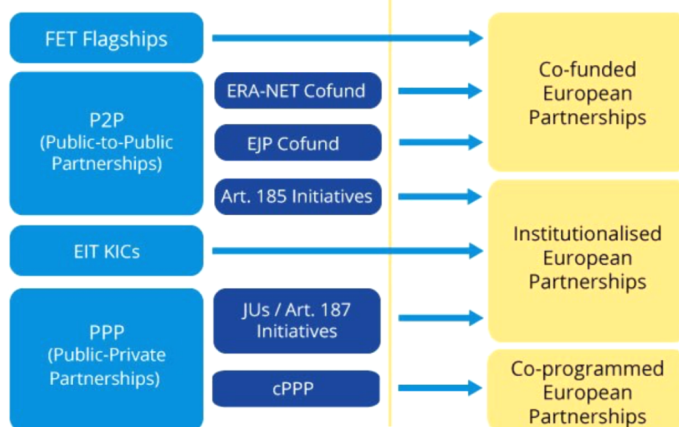 FET Flagships
P2P
(Public-to-Public
Partnerships)
ERA-NET Cofund
EJP Cofund
Art. 185 Initiatives
EIT KICs
PPP
(Public-Private
Partnerships)
JUs / Art. 187
Initiatives
cPPP
Co-funded
European
Partnerships
Institutionalised
European
Partnerships
Co-programmed
European
Partnerships